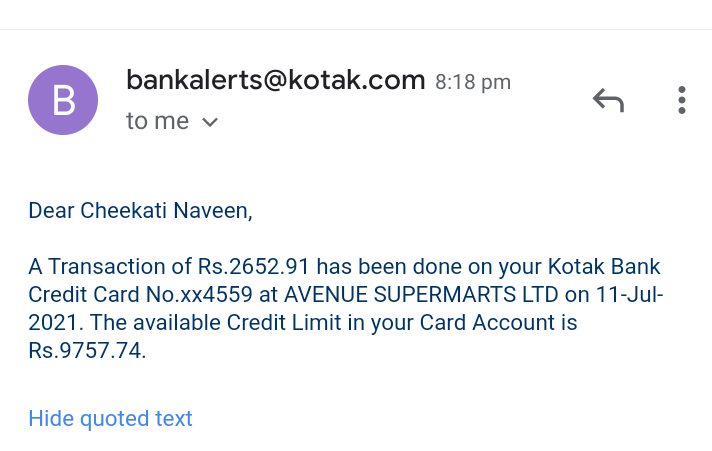 B
bankalerts@kotak.com 8:18 pm
to me
Dear Cheekati Naveen,
A Transaction of Rs.2652.91 has been done on your Kotak Bank
Credit Card No.xx4559 at AVENUE SUPERMARTS LTD on 11-Jul-
2021. The available Credit Limit in your Card Account is
Rs.9757.74.
Hide quoted text